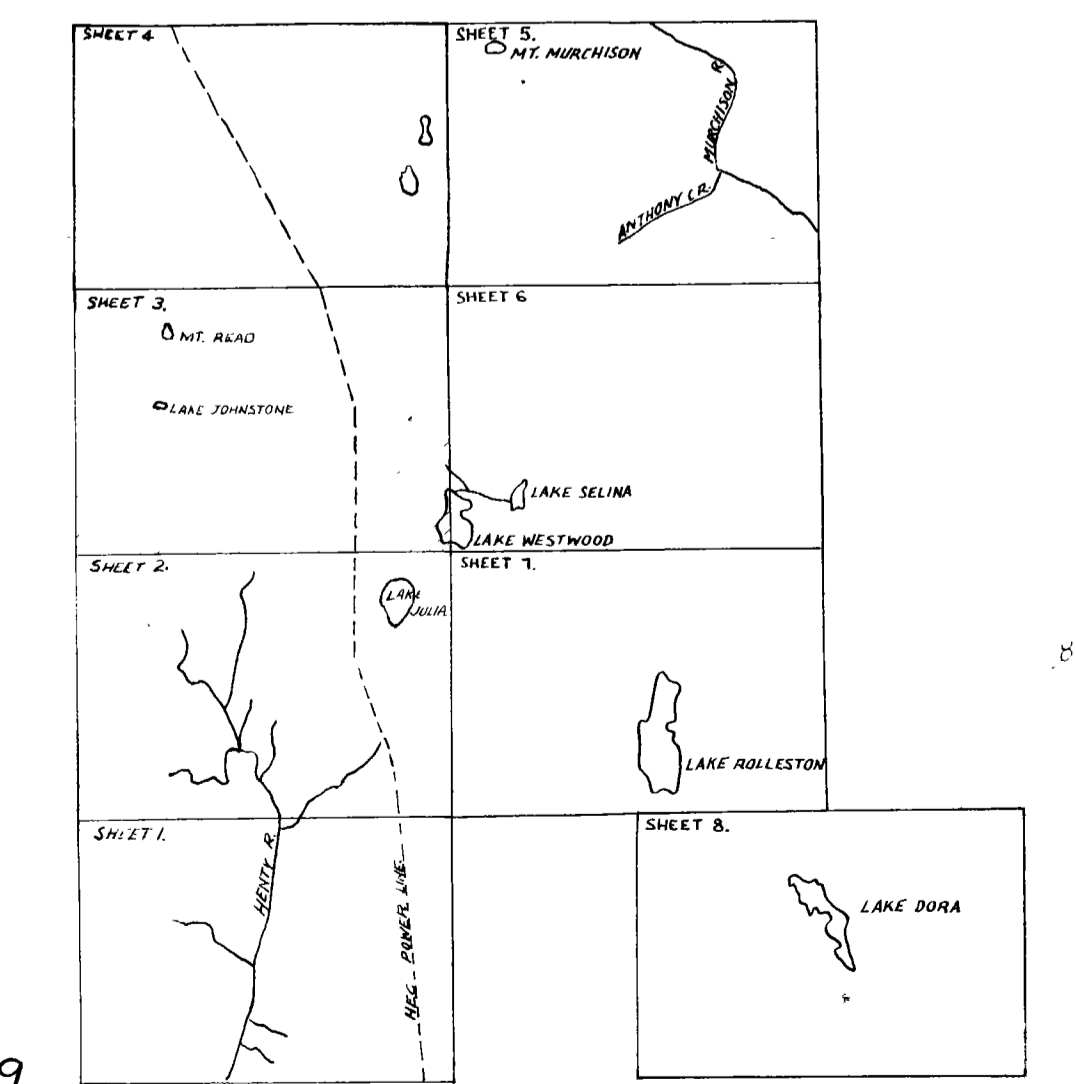 SHEET 4
SHEET 5.
MT. MURCHISON
MURCHISON R.
ANTHONY CR.
SHEET 3.
MT. READ
LAKE JOHNSTONE
SHEET 6
LAKE SELINA
LAKE WESTWOOD
SHEET 2.
LAKE
JULIA
SHEET 7.
LAKE ROLLESTON
SHEET 1.
HENTY R.
HEC POWER LINE
SHEET 8.
LAKE DORA
8
9